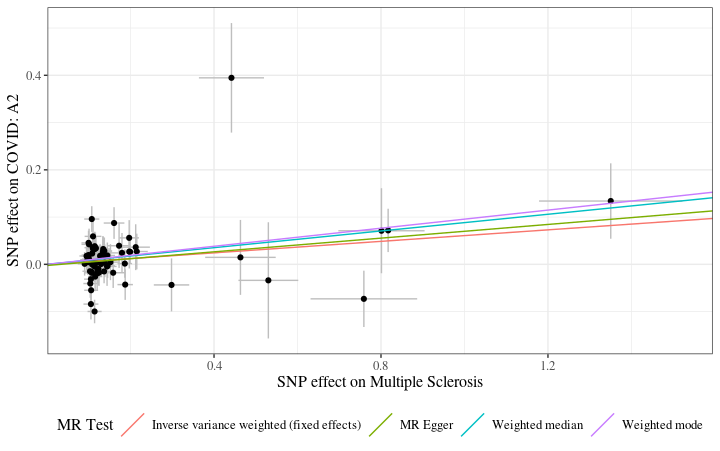 SNP effect on COVID: A2
0.4
0.2
0.0
0.4
0.8
1.2
SNP effect on Multiple Sclerosis
MR Test
Inverse variance weighted (fixed effects)
MR Egger
Weighted median
Weighted mode